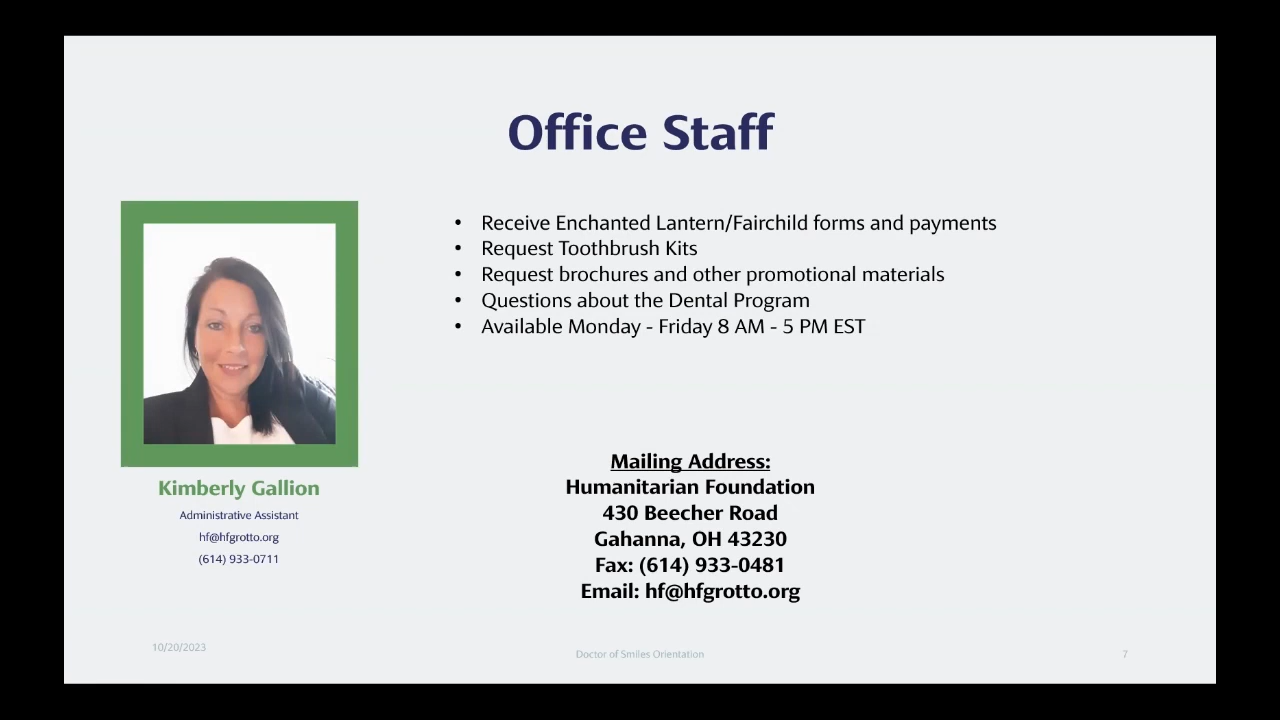 Office Staff
• Receive Enchanted Lantern/Fairchild forms and payments
• Request Toothbrush Kits
• Request brochures and other promotional materials
• Questions about the Dental Program
• Available Monday - Friday 8 AM - 5 PM EST
Kimberly Gallion
Administrative Assistant
hf@hfgrotto.org
(614) 933-0711
Mailing Address:
Humanitarian Foundation
430 Beecher Road
Gahanna, OH 43230
Fax: (614) 933-0481
Email: hf@hfgrotto.org
10/20/2023
Doctor of Smiles Orientation
7